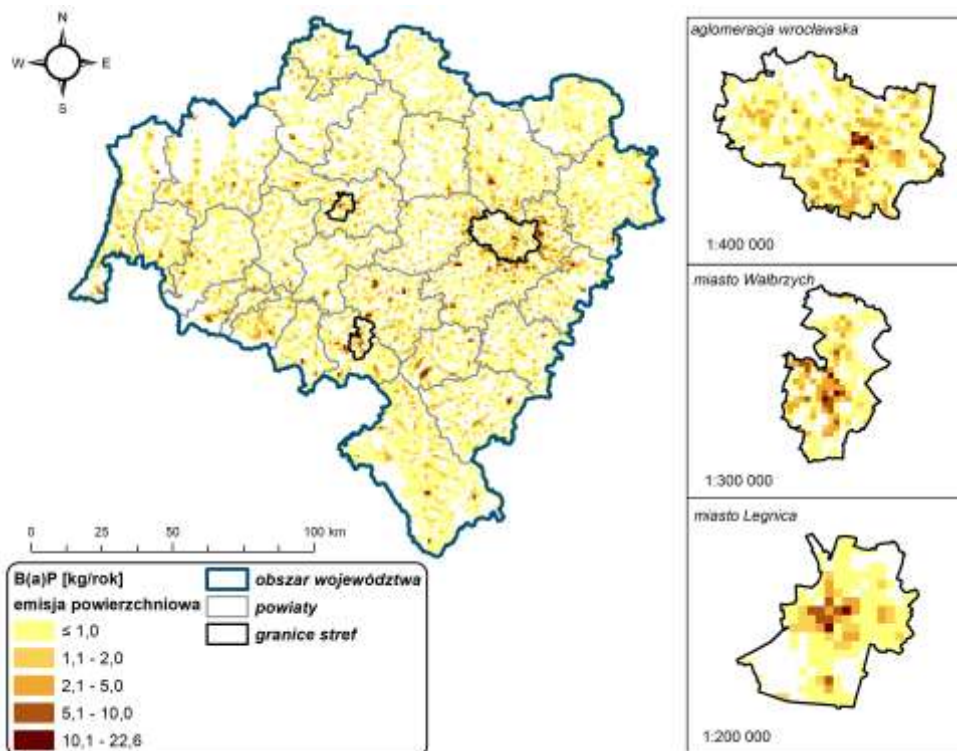 N
W E
S
aglomeracja wrocławska
1:400 000
miasto Wałbrzych
1:300 000
miasto Legnica
1:200 000
0 25 50 100 km
B(a)P [kg/rok]
emisja powierzchniowa
≤ 1,0
1,1 - 2,0
2,1 - 5,0
5,1 - 10,0
10,1 - 22,6
obszar województwa
powiaty
granice stref